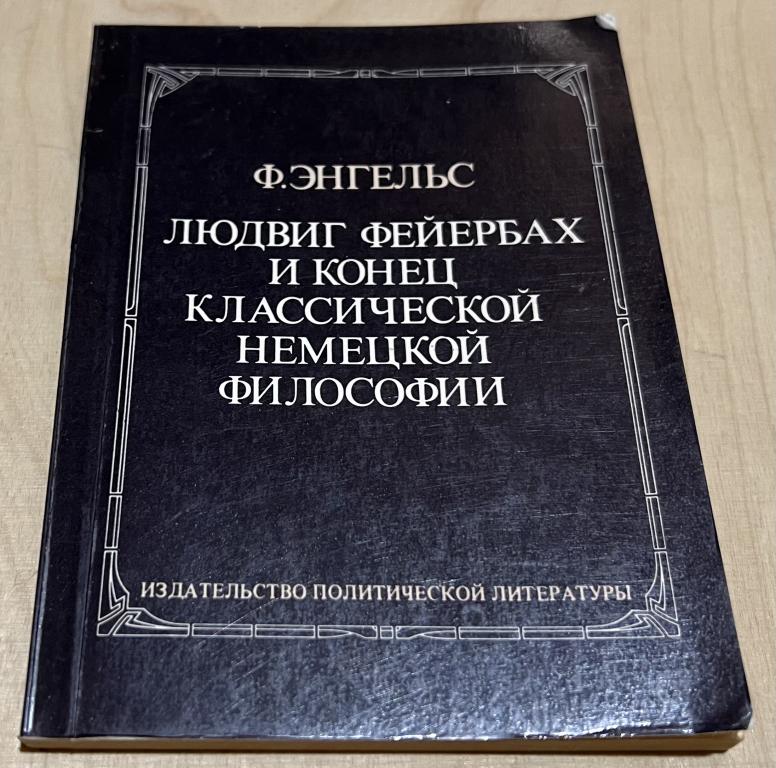 Ф.ЭНГЕЛЬС
ЛЮДВИГ ФЕЙЕРБАХ
И КОНЕЦ
КЛАССИЧЕСКОЙ
НЕМЕЦКОЙ
ФИЛОСОФИИ
ИЗДАТЕЛЬСТВО ПОЛИТИЧЕСКОЙ ЛИТЕРАТУРЫ